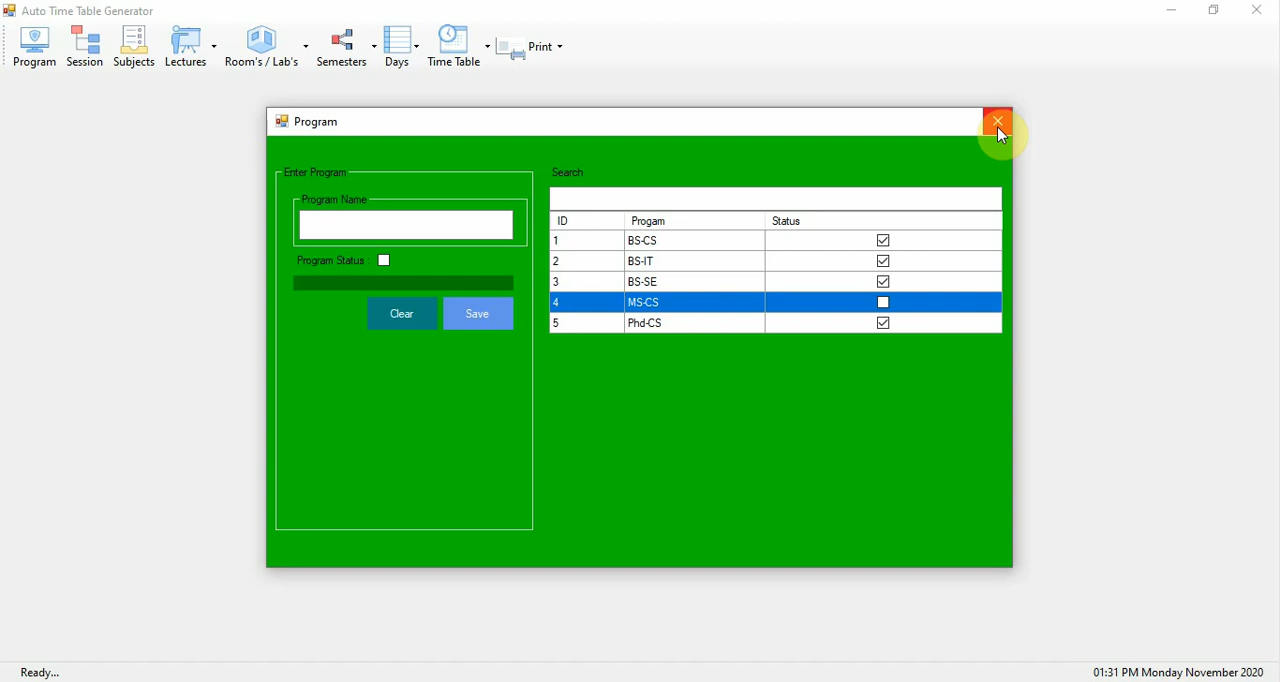 Auto Time Table Generator
Program
Session
Subjects
Lectures
Room's / Lab's
Semesters
Days
Time Table
Print
Program
Enter Program
Program Name
Program Status :
Clear
Save
Search
ID Progam Status
1 BS-CS
2 BS-IT
3 BS-SE
4 MS-CS
5 Phd-CS
Ready...
01:31 PM Monday November 2020